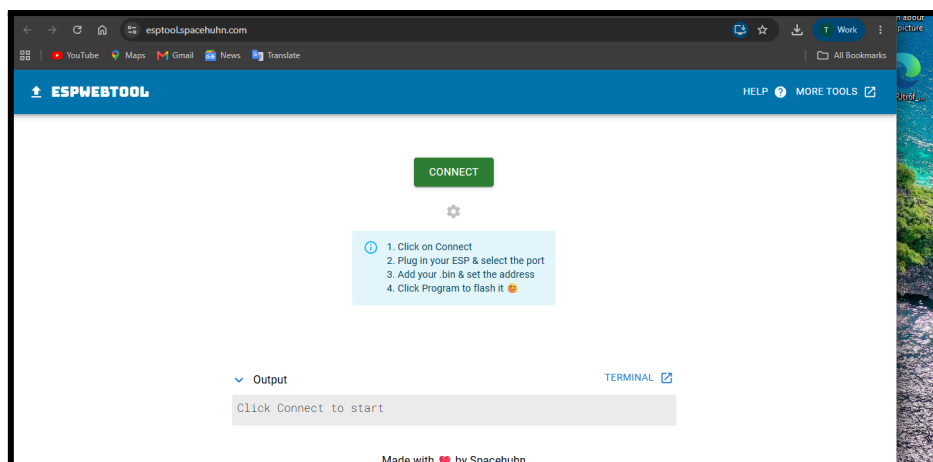 esptool.spacehuhn.com
T Work
YouTube Maps Gmail News Translate
All Bookmarks
ESPWEBTOOL
HELP ? MORE TOOLS
CONNECT
1. Click on Connect
2. Plug in your ESP & select the port
3. Add your .bin & set the address
4. Click Program to flash it 😊
Output
TERMINAL
Click Connect to start
Made with 💔 by Spacehuhn
about
picture